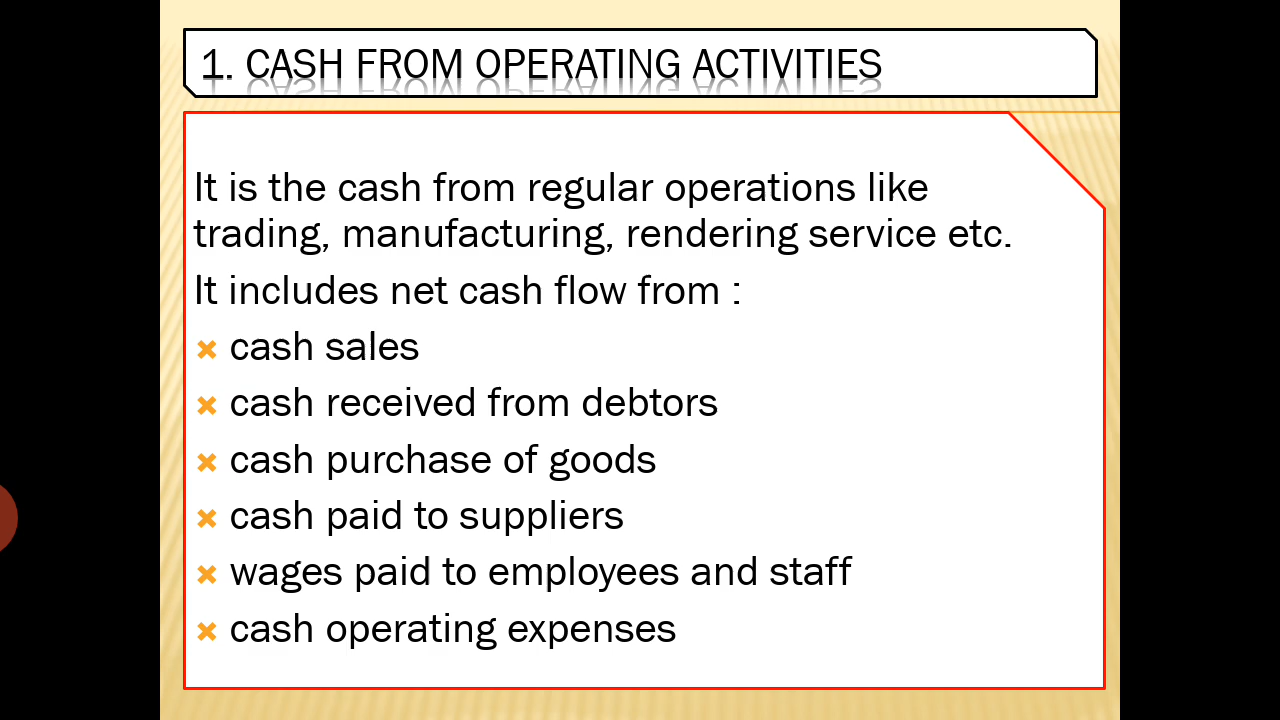 1. CASH FROM OPERATING ACTIVITIES
It is the cash from regular operations like
trading, manufacturing, rendering service etc.
It includes net cash flow from :
cash sales
cash received from debtors
cash purchase of goods
cash paid to suppliers
wages paid to employees and staff
cash operating expenses